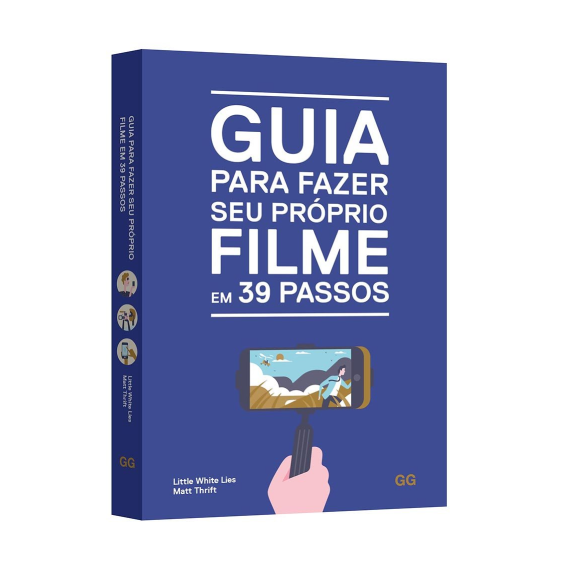 GUIA PARA FAZER SEU PRÓPRIO
FILME EM 39 PASSOS
Little White Lies
Matt Thrift
GG
GUIA
PARA FAZER
SEU PRÓPRIO
FILME
EM 39 PASSOS
Little White Lies
Matt Thrift
GG